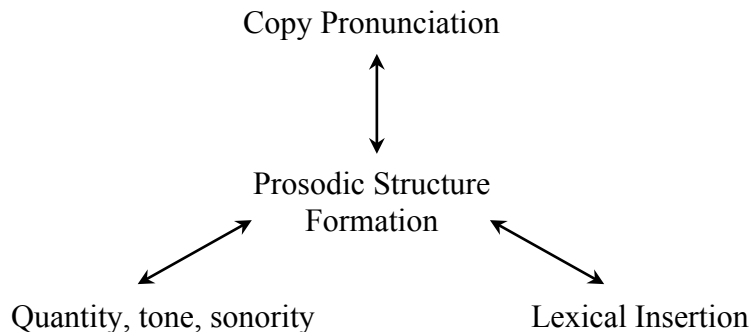 Copy Pronunciation
Prosodic Structure
Formation
Quantity, tone, sonority
Lexical Insertion